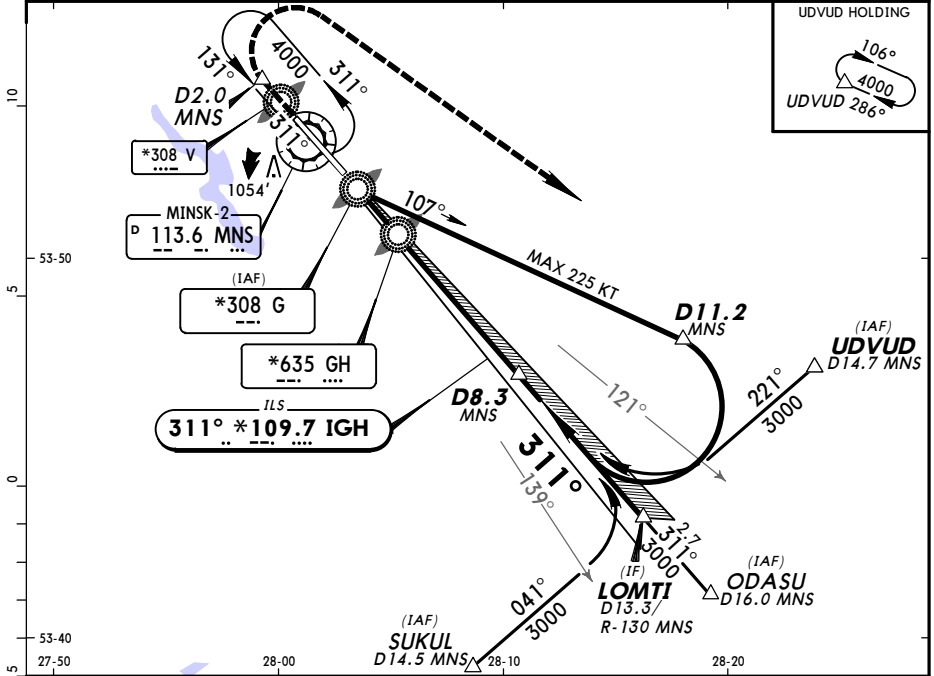 UDVUD HOLDING
106°
4000
UDVUD 286°
131°
4000
311°
10
D2.0
MNS
311°
*308 V
1054'
MINSK-2
D 113.6 MNS
107°
53-50
MAX 225 KT
(IAF)
*308 G
5
D11.2
MNS
(IAF)
UDVUD
D14.7 MNS
*635 GH
221°
3000
D8.3
MNS
121°
ILS
311° *109.7 IGH
311°
139°
0
2.7
311°
3000
(IAF)
ODASU
D16.0 MNS
(IF)
LOMTI
D13.3/
R-130 MNS
041°
3000
(IAF)
SUKUL
D14.5 MNS
53-40
5
27-50
28-00
28-10
28-20